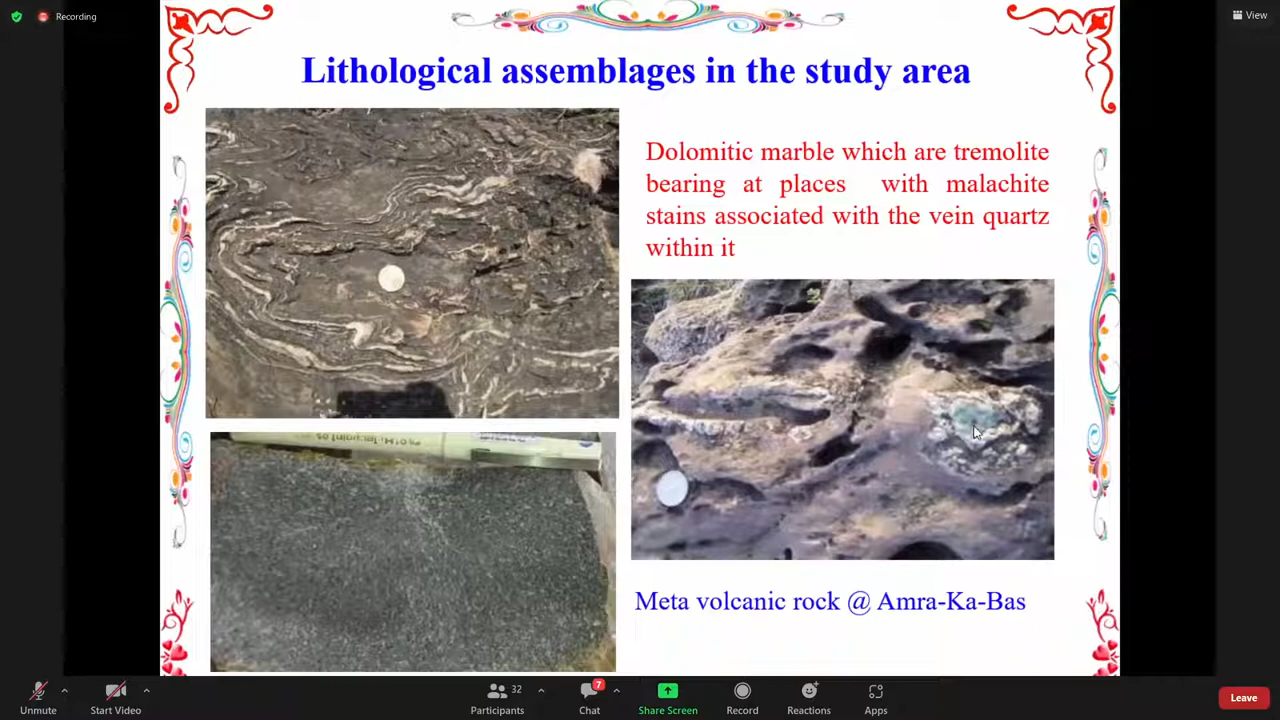 Recording
View
Lithological assemblages in the study area
Dolomitic marble which are tremolite
bearing at places with malachite
stains associated with the vein quartz
within it
Meta volcanic rock @ Amra-Ka-Bas
Unmute
Start Video
32
Participants
7
Chat
Share Screen
Record
Reactions
Apps
Leave